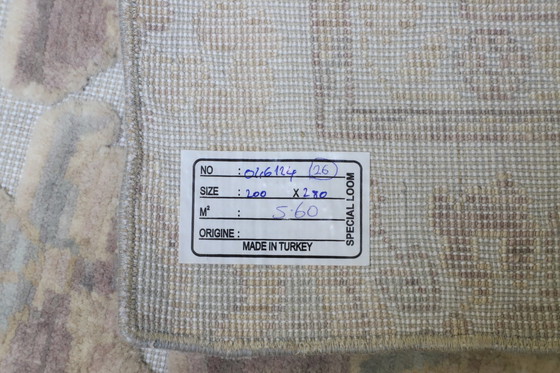 NO : 046124 (26)
SIZE : 200 X 280
M² : 5.60
ORIGINE :
MADE IN TURKEY
SPECIAL LOOM